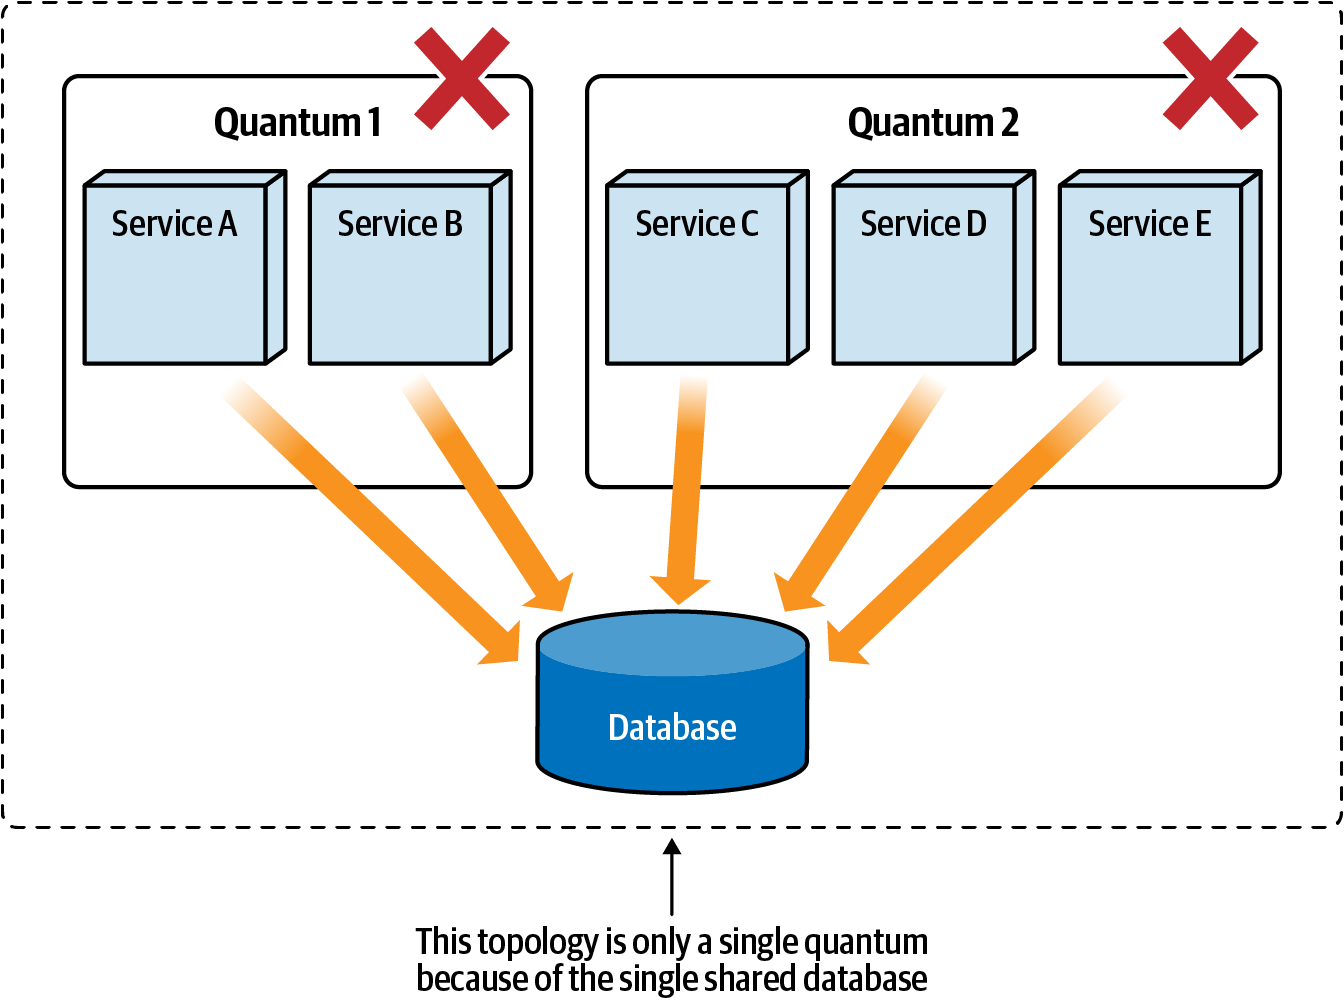 Quantum 1
Quantum 2
Service A
Service B
Service C
Service D
Service E
Database
This topology is only a single quantum
because of the single shared database